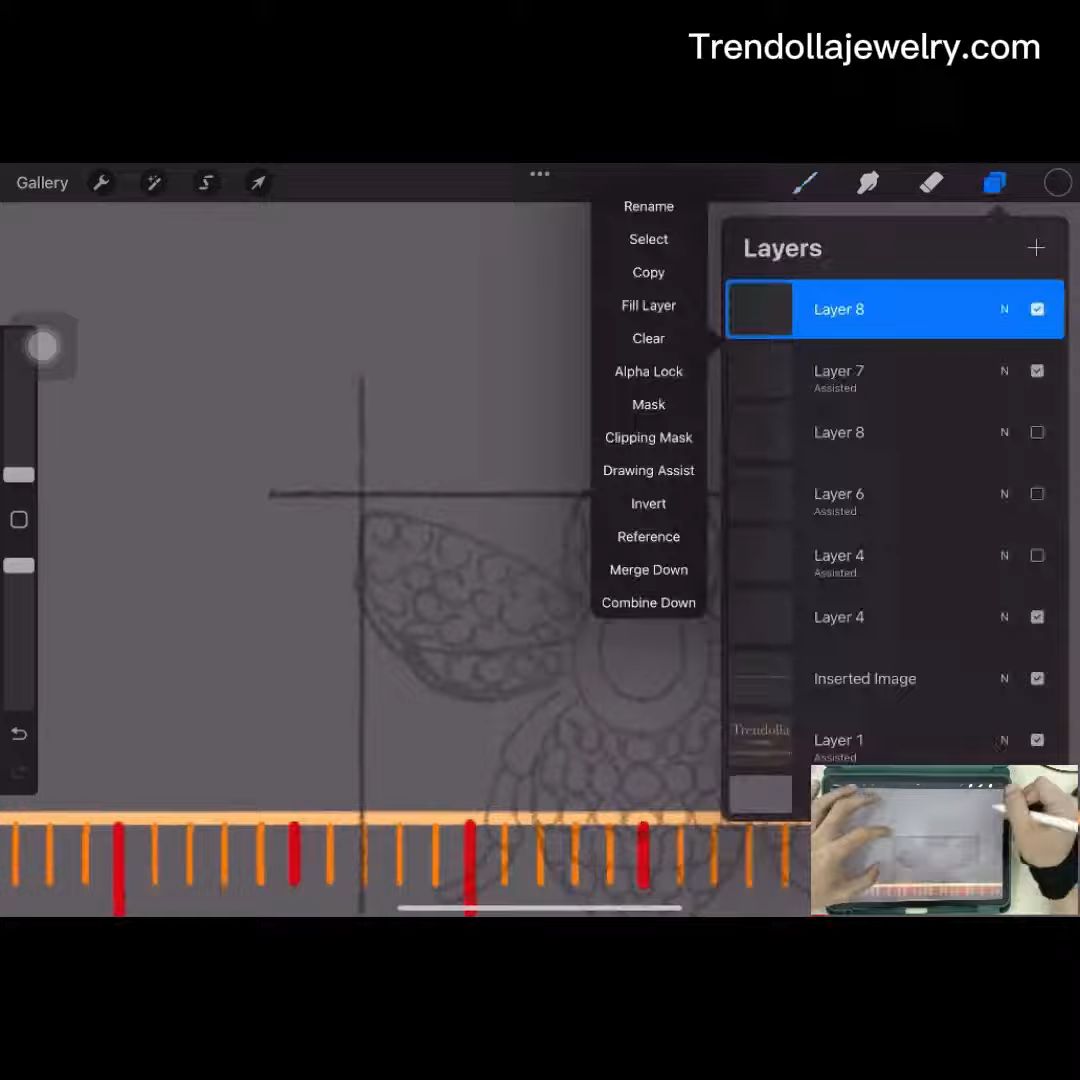 Trendollajewelry.com
Gallery
Rename
Select
Copy
Fill Layer
Clear
Alpha Lock
Mask
Clipping Mask
Drawing Assist
Invert
Reference
Merge Down
Combine Down
Layers
Layer 8 N
Layer 7 N
Assisted
Layer 8 N
Layer 6 N
Assisted
Layer 4 N
Assisted
Layer 4 N
Inserted Image N
Trendolla
Layer 1 N
Assisted